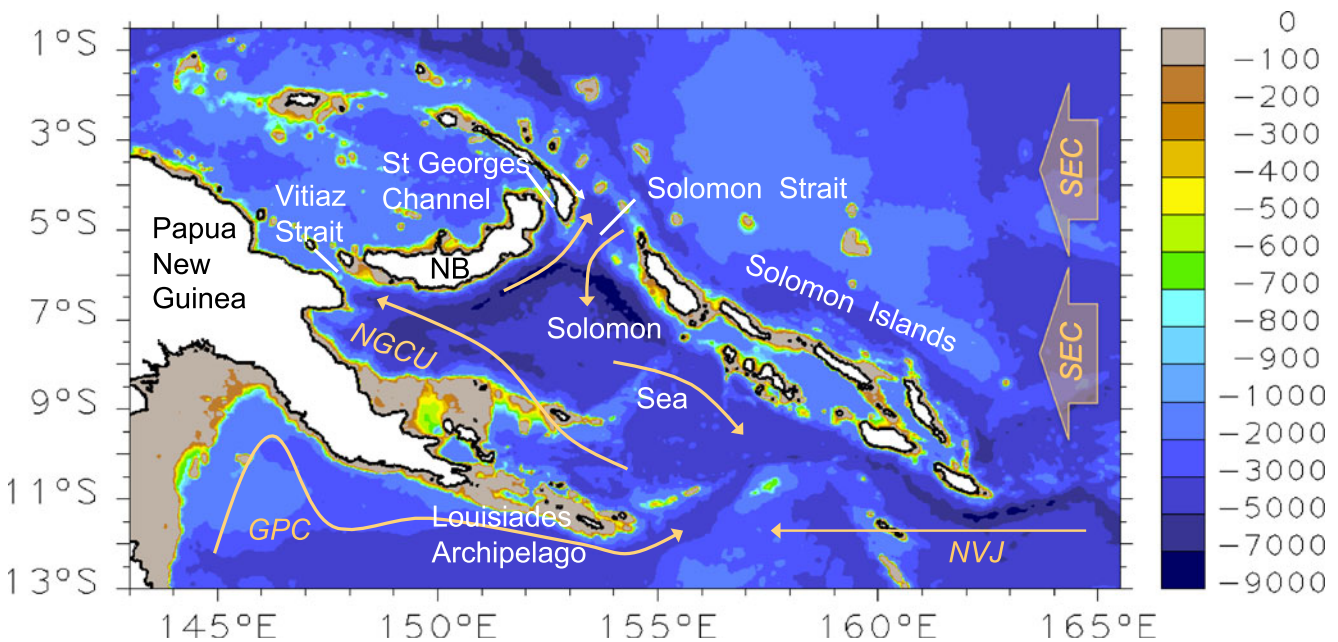 1°S
3°S
5°S
7°S
9°S
11°S
13°S
145°E
150°E
155°E
160°E
165°E
St Georges
Channel
Vitiaz
Strait
Solomon Strait
Papua
New
Guinea
NB
Solomon Islands
Solomon
Sea
NGCU
GPC
Louisiades
Archipelago
NVJ
SEC
SEC
0
-100
-200
-300
-400
-500
-600
-700
-800
-900
-1000
-2000
-3000
-5000
-7000
-9000